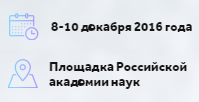 8-10 декабря 2016 года
Площадка Российской
академии наук